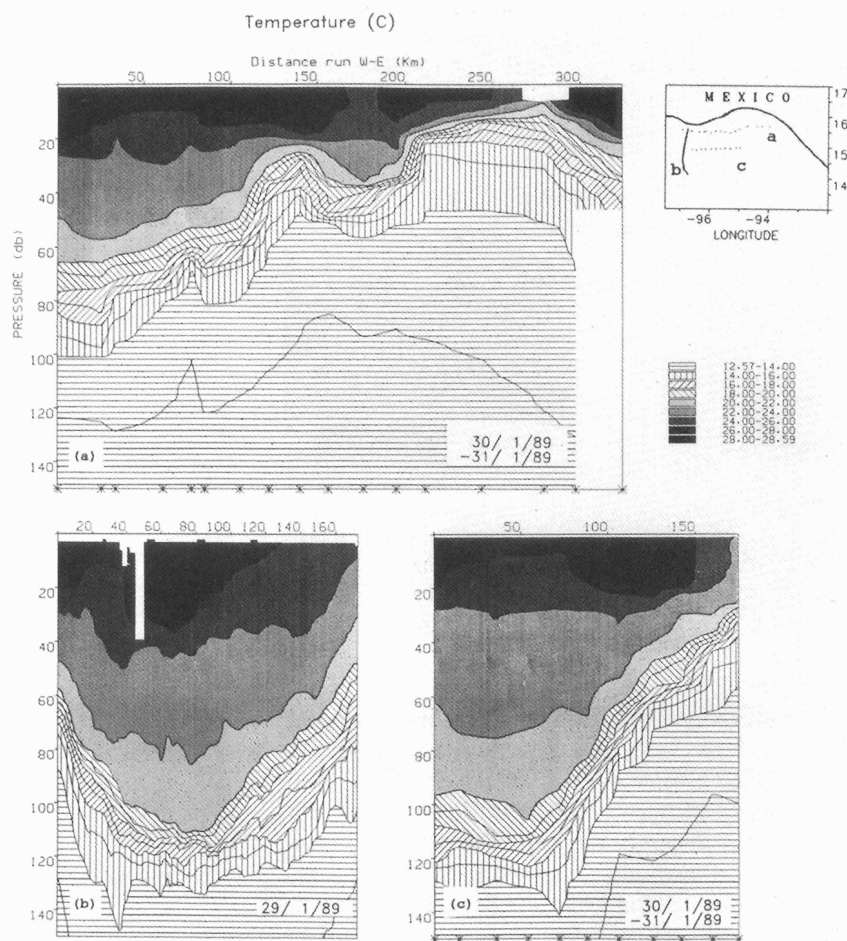 Temperature (C)
Distance run W-E (Km)
50. 100. 150. 200. 250. 300.
20.
40.
60.
80.
100.
120.
140.
PRESSURE (db)
(a)
30/ 1/89
-31/ 1/89
MEXICO
17
16
15
14
a
b
c
-96 -94
LONGITUDE
12.57-14.00
14.00-16.00
16.00-18.00
18.00-20.00
20.00-22.00
22.00-24.00
24.00-26.00
26.00-28.00
28.00-28.59
20. 40. 60. 80. 100. 120. 140. 160.
20.
40.
60.
80.
100.
120.
140.
(b)
29/ 1/89
50. 100. 150.
20.
40.
60.
80.
100.
120.
140.
(c)
30/ 1/89
-31/ 1/89